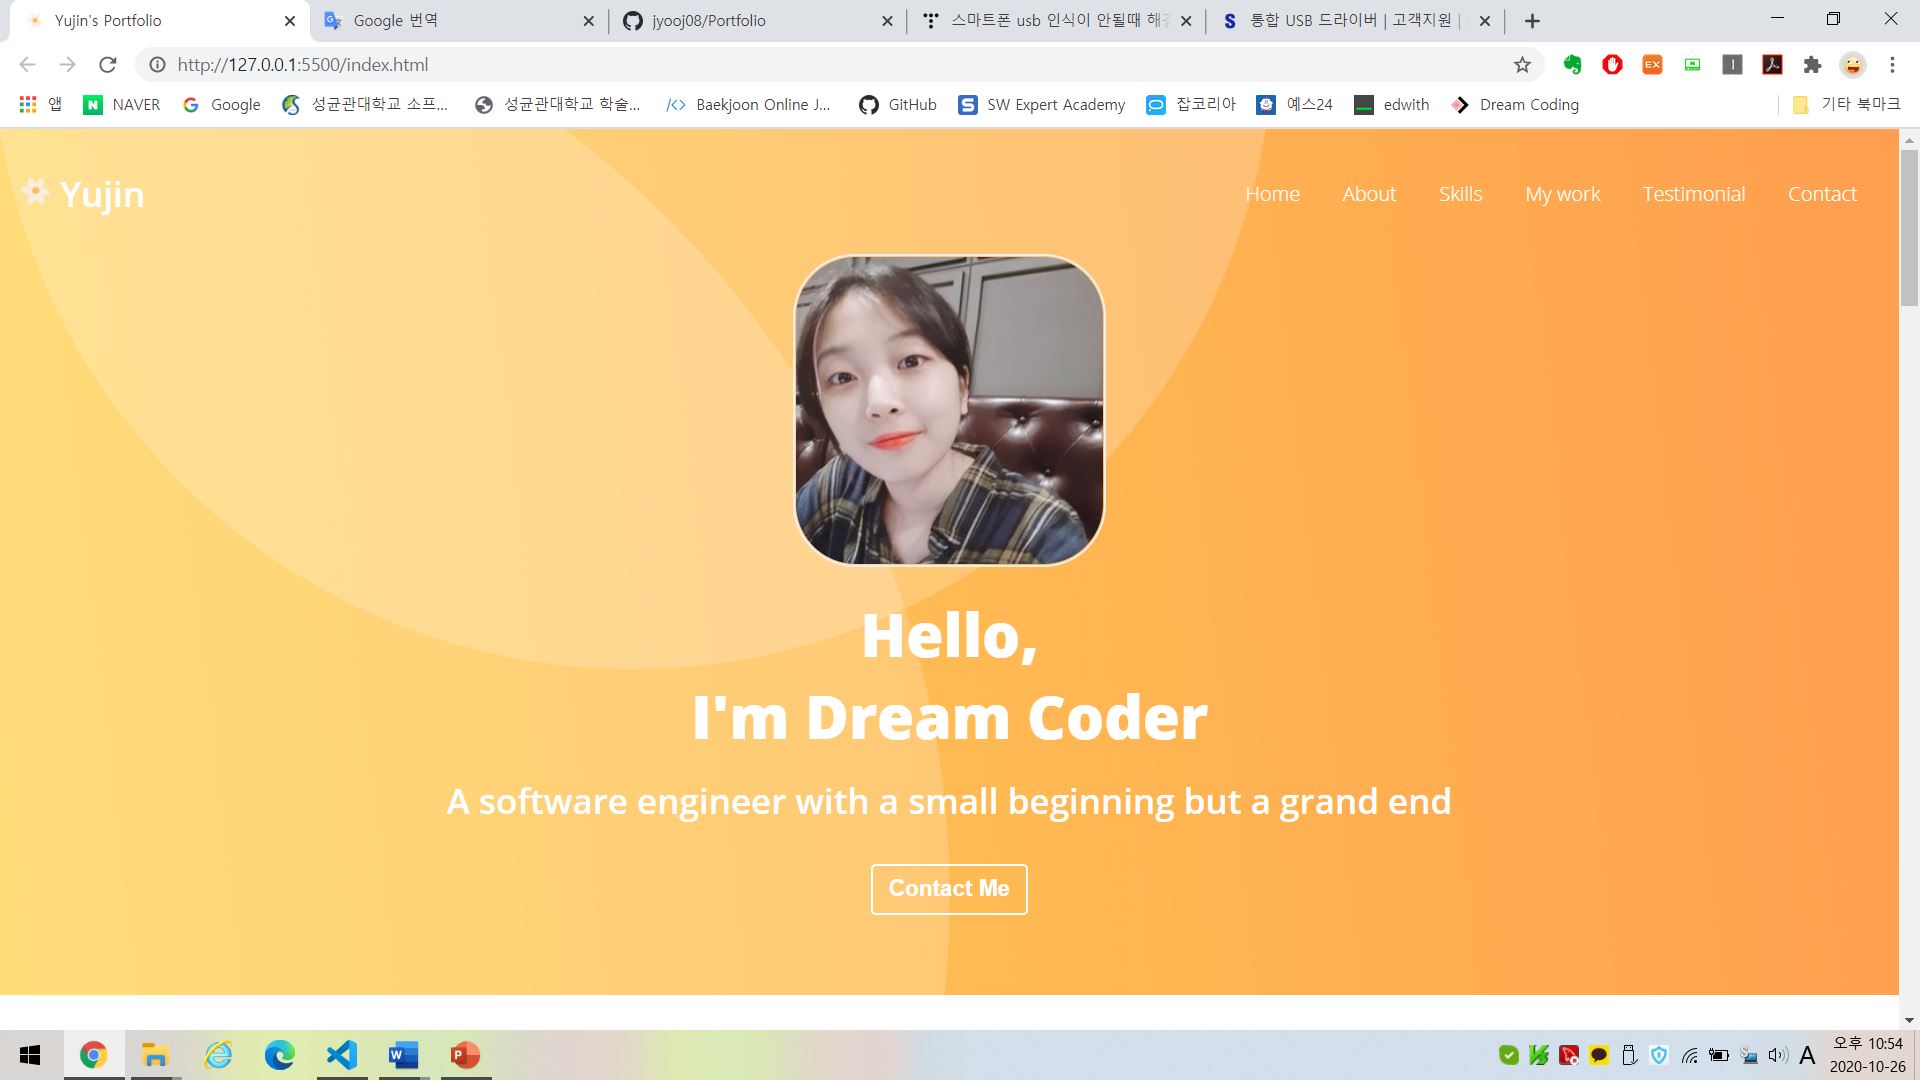 Yujin's Portfolio
Google 번역
jyooj08/Portfolio
스마트폰 usb 인식이 안될때 해결
통합 USB 드라이버 | 고객지원 |
http://127.0.0.1:5500/index.html
앱
NAVER
Google
성균관대학교 소프...
성균관대학교 학술...
Baekjoon Online J...
GitHub
SW Expert Academy
잡코리아
예스24
edwith
Dream Coding
기타 북마크
Yujin
Home
About
Skills
My work
Testimonial
Contact
Hello,
I'm Dream Coder
A software engineer with a small beginning but a grand end
Contact Me
A
오후 10:54
2020-10-26